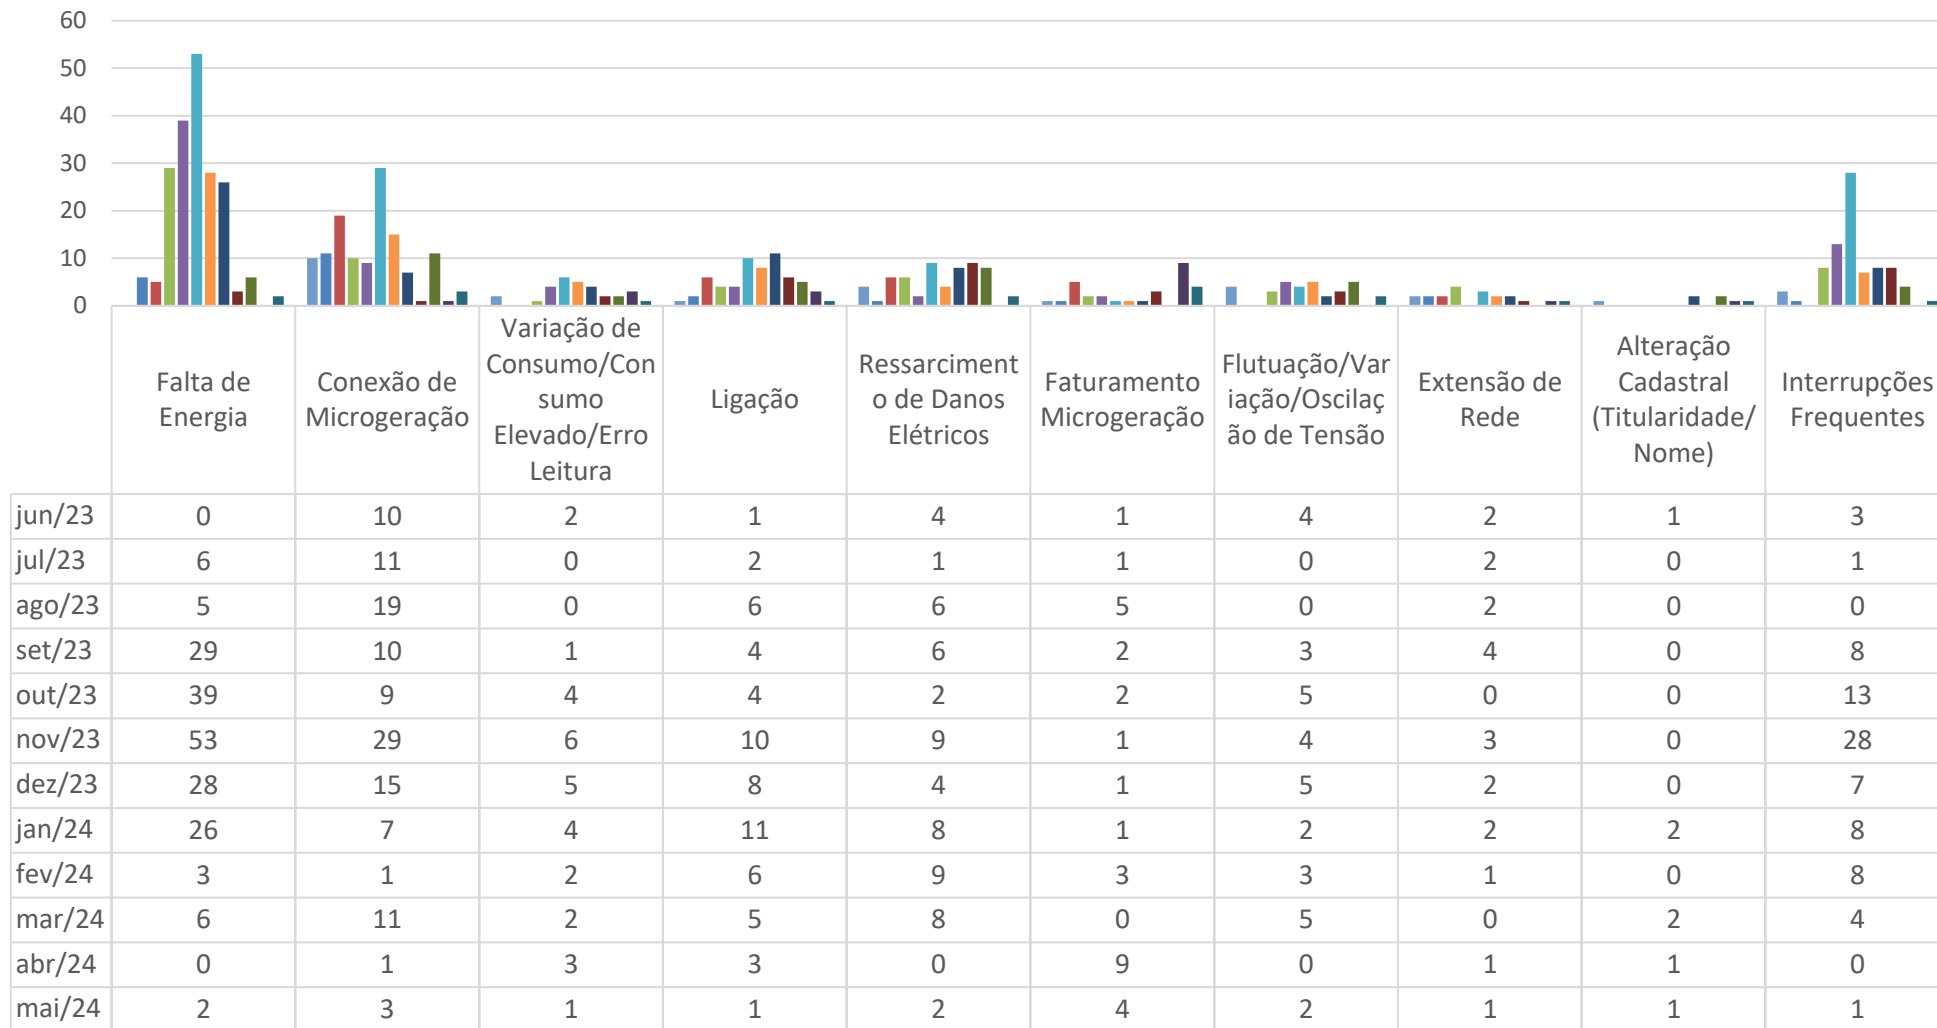 60
50
40
30
20
10
0
Falta de
Energia
Conexão de
Microgeração
Variação de
Consumo/Con
sumo
Elevado/Erro
Leitura
Ligação
Ressarciment
o de Danos
Elétricos
Faturamento
Microgeração
Flutuação/Var
iação/Oscilaç
ão de Tensão
Extensão de
Rede
Alteração
Cadastral
(Titularidade/
Nome)
Interrupções
Frequentes
jun/23 0 10 2 1 4 1 4 2 1 3
jul/23 6 11 0 2 1 1 0 2 0 1
ago/23 5 19 0 6 6 5 0 2 0 0
set/23 29 10 1 4 6 2 3 4 0 8
out/23 39 9 4 4 2 2 5 0 0 13
nov/23 53 29 6 10 9 1 4 3 0 28
dez/23 28 15 5 8 4 1 5 2 0 7
jan/24 26 7 4 11 8 1 2 2 2 8
fev/24 3 1 2 6 9 3 3 1 0 8
mar/24 6 11 2 5 8 0 5 0 2 4
abr/24 0 1 3 3 0 9 0 1 1 0
mai/24 2 3 1 1 2 4 2 1 1 1